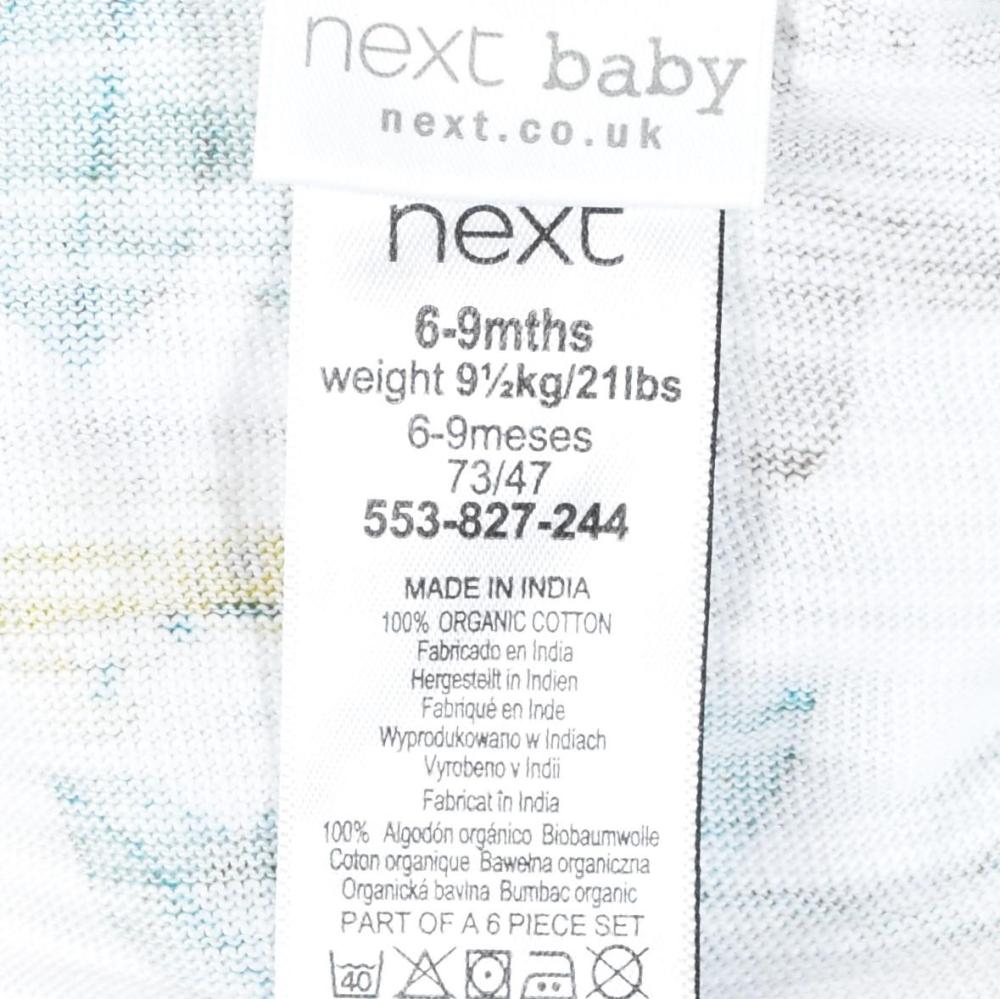 next baby
next.co.uk
next
6-9mths
weight 9½kg/21lbs
6-9meses
73/47
553-827-244
MADE IN INDIA
100% ORGANIC COTTON
Fabricado en India
Hergestellt in Indien
Fabriqué en Inde
Wyprodukowano w Indiach
Vyrobeno v Indii
Fabricat în India
100% Algodón orgánico Biobaumwolle
Coton organique Bawełna organiczna
Organická bavlna Bumbac organic
PART OF A 6 PIECE SET
40